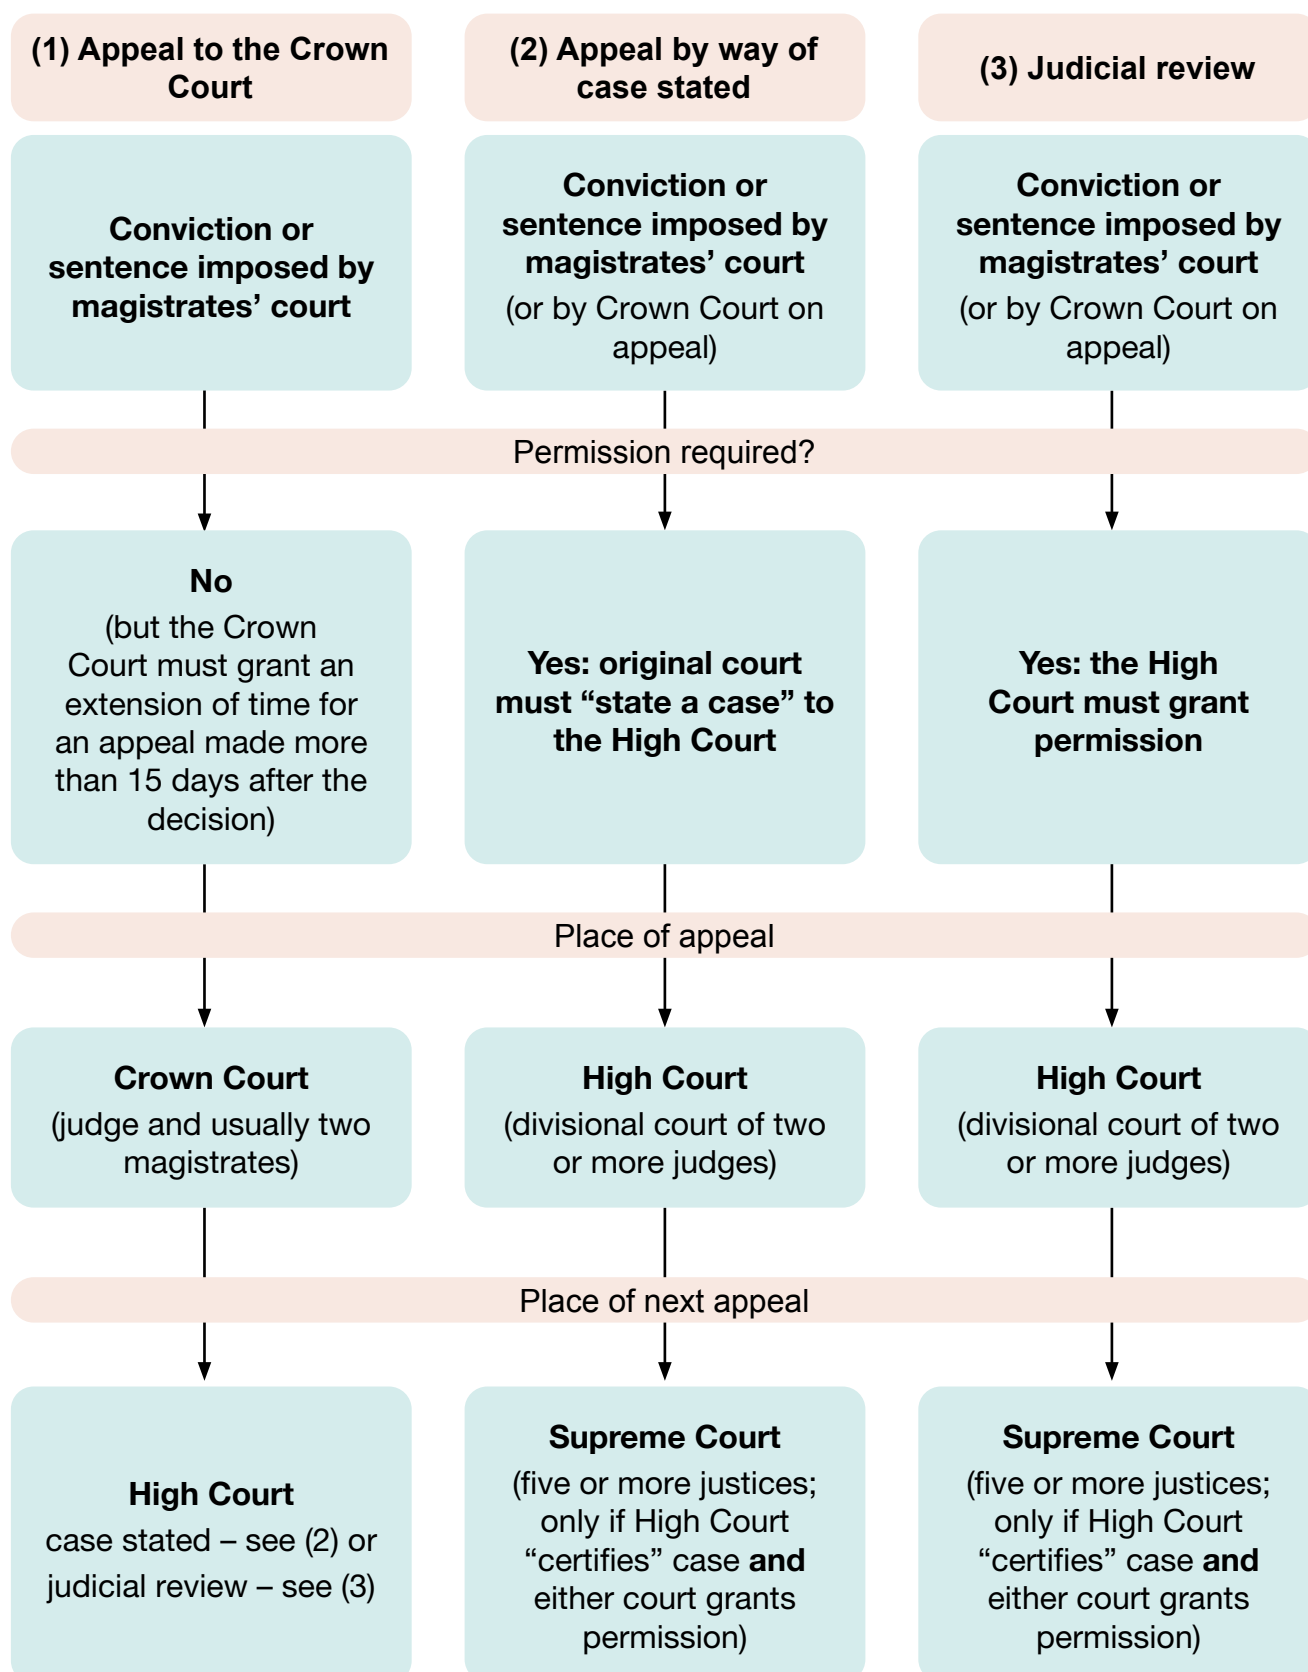 (1) Appeal to the Crown
Court
(2) Appeal by way of
case stated
(3) Judicial review
Conviction or
sentence imposed by
magistrates’ court
Conviction or
sentence imposed by
magistrates’ court
(or by Crown Court on
appeal)
Conviction or
sentence imposed by
magistrates’ court
(or by Crown Court on
appeal)
Permission required?
No
(but the Crown
Court must grant an
extension of time for
an appeal made more
than 15 days after the
decision)
Yes: original court
must “state a case” to
the High Court
Yes: the High
Court must grant
permission
Place of appeal
Crown Court
(judge and usually two
magistrates)
High Court
(divisional court of two
or more judges)
High Court
(divisional court of two
or more judges)
Place of next appeal
High Court
case stated – see (2) or
judicial review – see (3)
Supreme Court
(five or more justices;
only if High Court
“certifies” case and
either court grants
permission)
Supreme Court
(five or more justices;
only if High Court
“certifies” case and
either court grants
permission)